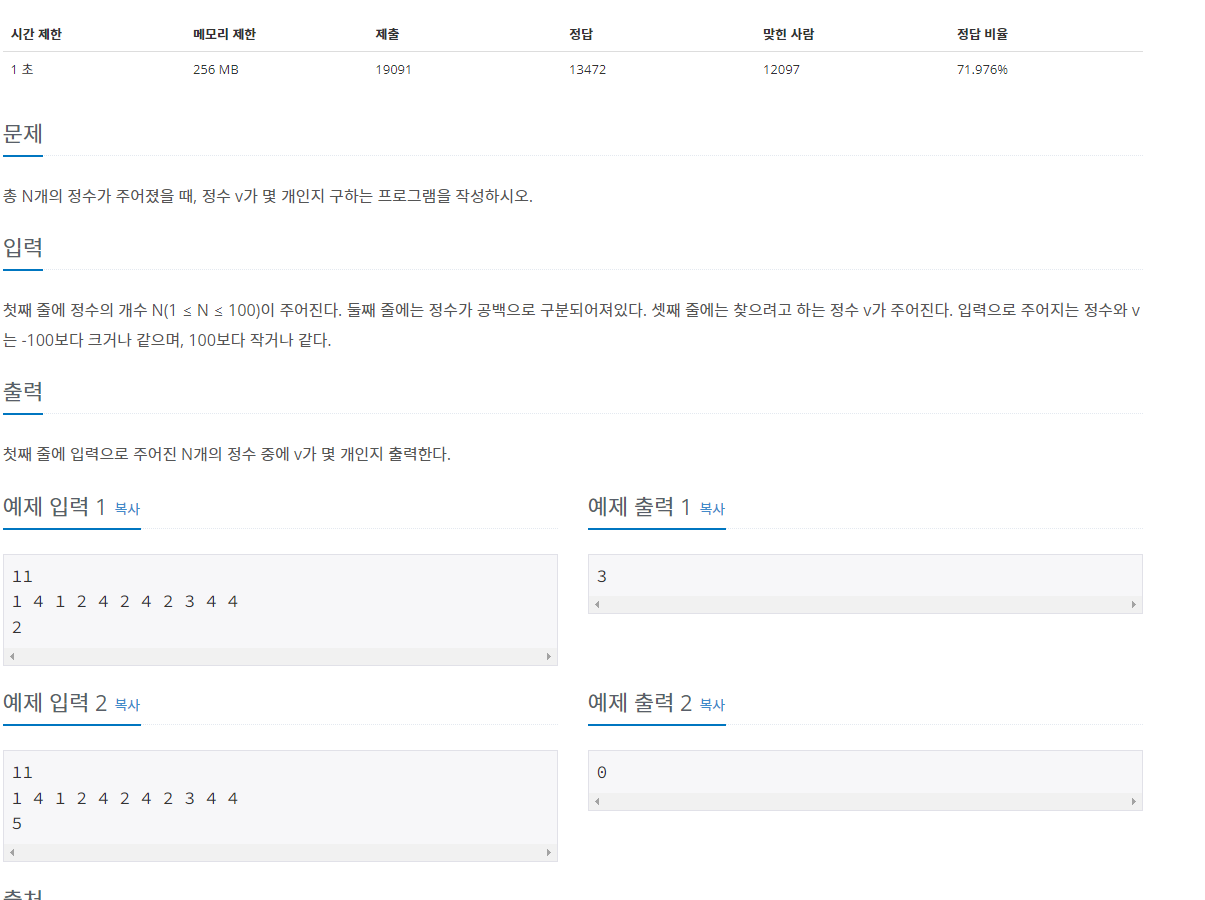 시간 제한 메모리 제한 제출 정답 맞힌 사람 정답 비율
1 초 256 MB 19091 13472 12097 71.976%
문제
총 N개의 정수가 주어졌을 때, 정수 v가 몇 개인지 구하는 프로그램을 작성하시오.
입력
첫째 줄에 정수의 개수 N(1 ≤ N ≤ 100)이 주어진다. 둘째 줄에는 정수가 공백으로 구분되어져있다. 셋째 줄에는 찾으려고 하는 정수 v가 주어진다. 입력으로 주어지는 정수와 v
는 -100보다 크거나 같으며, 100보다 작거나 같다.
출력
첫째 줄에 입력으로 주어진 N개의 정수 중에 v가 몇 개인지 출력한다.
예제 입력 1 복사
11
1 4 1 2 4 2 4 2 3 4 4
2
예제 출력 1 복사
3
예제 입력 2 복사
11
1 4 1 2 4 2 4 2 3 4 4
5
예제 출력 2 복사
0